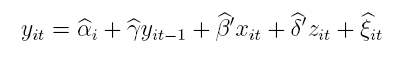 y_{it} = \widehat{\alpha}_i + \widehat{\gamma} y_{it-1} + \widehat{\beta}' x_{it} + \widehat{\delta}' z_{it} + \widehat{\xi}_{it}